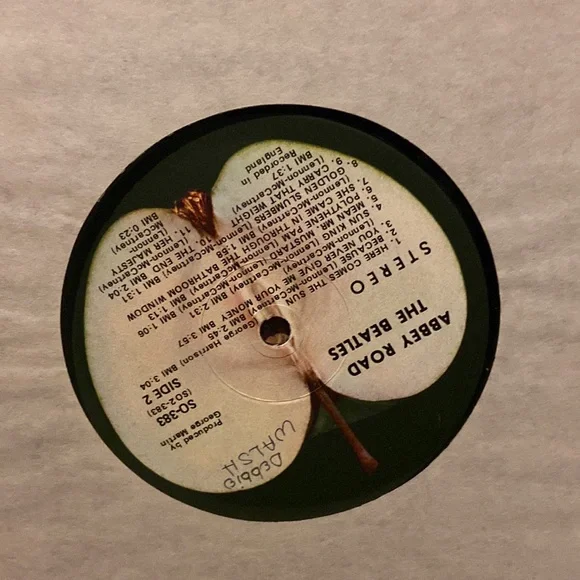 ABBEY ROAD
THE BEATLES
STEREO
1. HERE COMES THE SUN (George Harrison) BMI 3:04
2. BECAUSE (Lennon-McCartney) BMI 2:45
3. YOU NEVER GIVE ME YOUR MONEY
(Lennon-McCartney) BMI 3:57
4. SUN KING (Lennon-McCartney) BMI 2:31
5. MEAN MR. MUSTARD (Lennon-McCartney) BMI 1:06
6. POLYTHENE PAM (Lennon-McCartney) BMI 1:13
7. SHE CAME IN THROUGH THE BATHROOM WINDOW
(Lennon-McCartney) BMI 1:58
8. GOLDEN SLUMBERS (Lennon-McCartney) BMI 1:31
9. CARRY THAT WEIGHT (Lennon-McCartney)
BMI 1:37
10. THE END
(Lennon-McCartney) BMI 2:04
HER MAJESTY
(Lennon-McCartney)
BMI 0:23
Recorded in
England
SO-383
(SO2-383)
SIDE 2
Produced by
George Martin
Debbie
WALSH